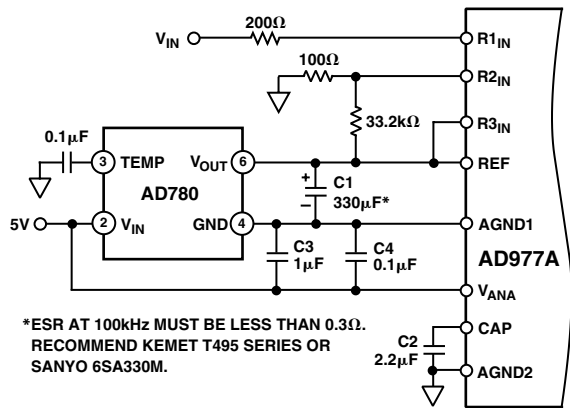 200Ω
V_IN
R1_IN
100Ω
R2_IN
33.2kΩ
R3_IN
0.1μF
3 TEMP
V_OUT 6
REF
AD780
+
C1
330μF*
–
5V
2 V_IN
GND 4
AGND1
C3
1μF
C4
0.1μF
AD977A
V_ANA
*ESR AT 100kHz MUST BE LESS THAN 0.3Ω.
RECOMMEND KEMET T495 SERIES OR
SANYO 6SA330M.
CAP
C2
2.2μF
AGND2